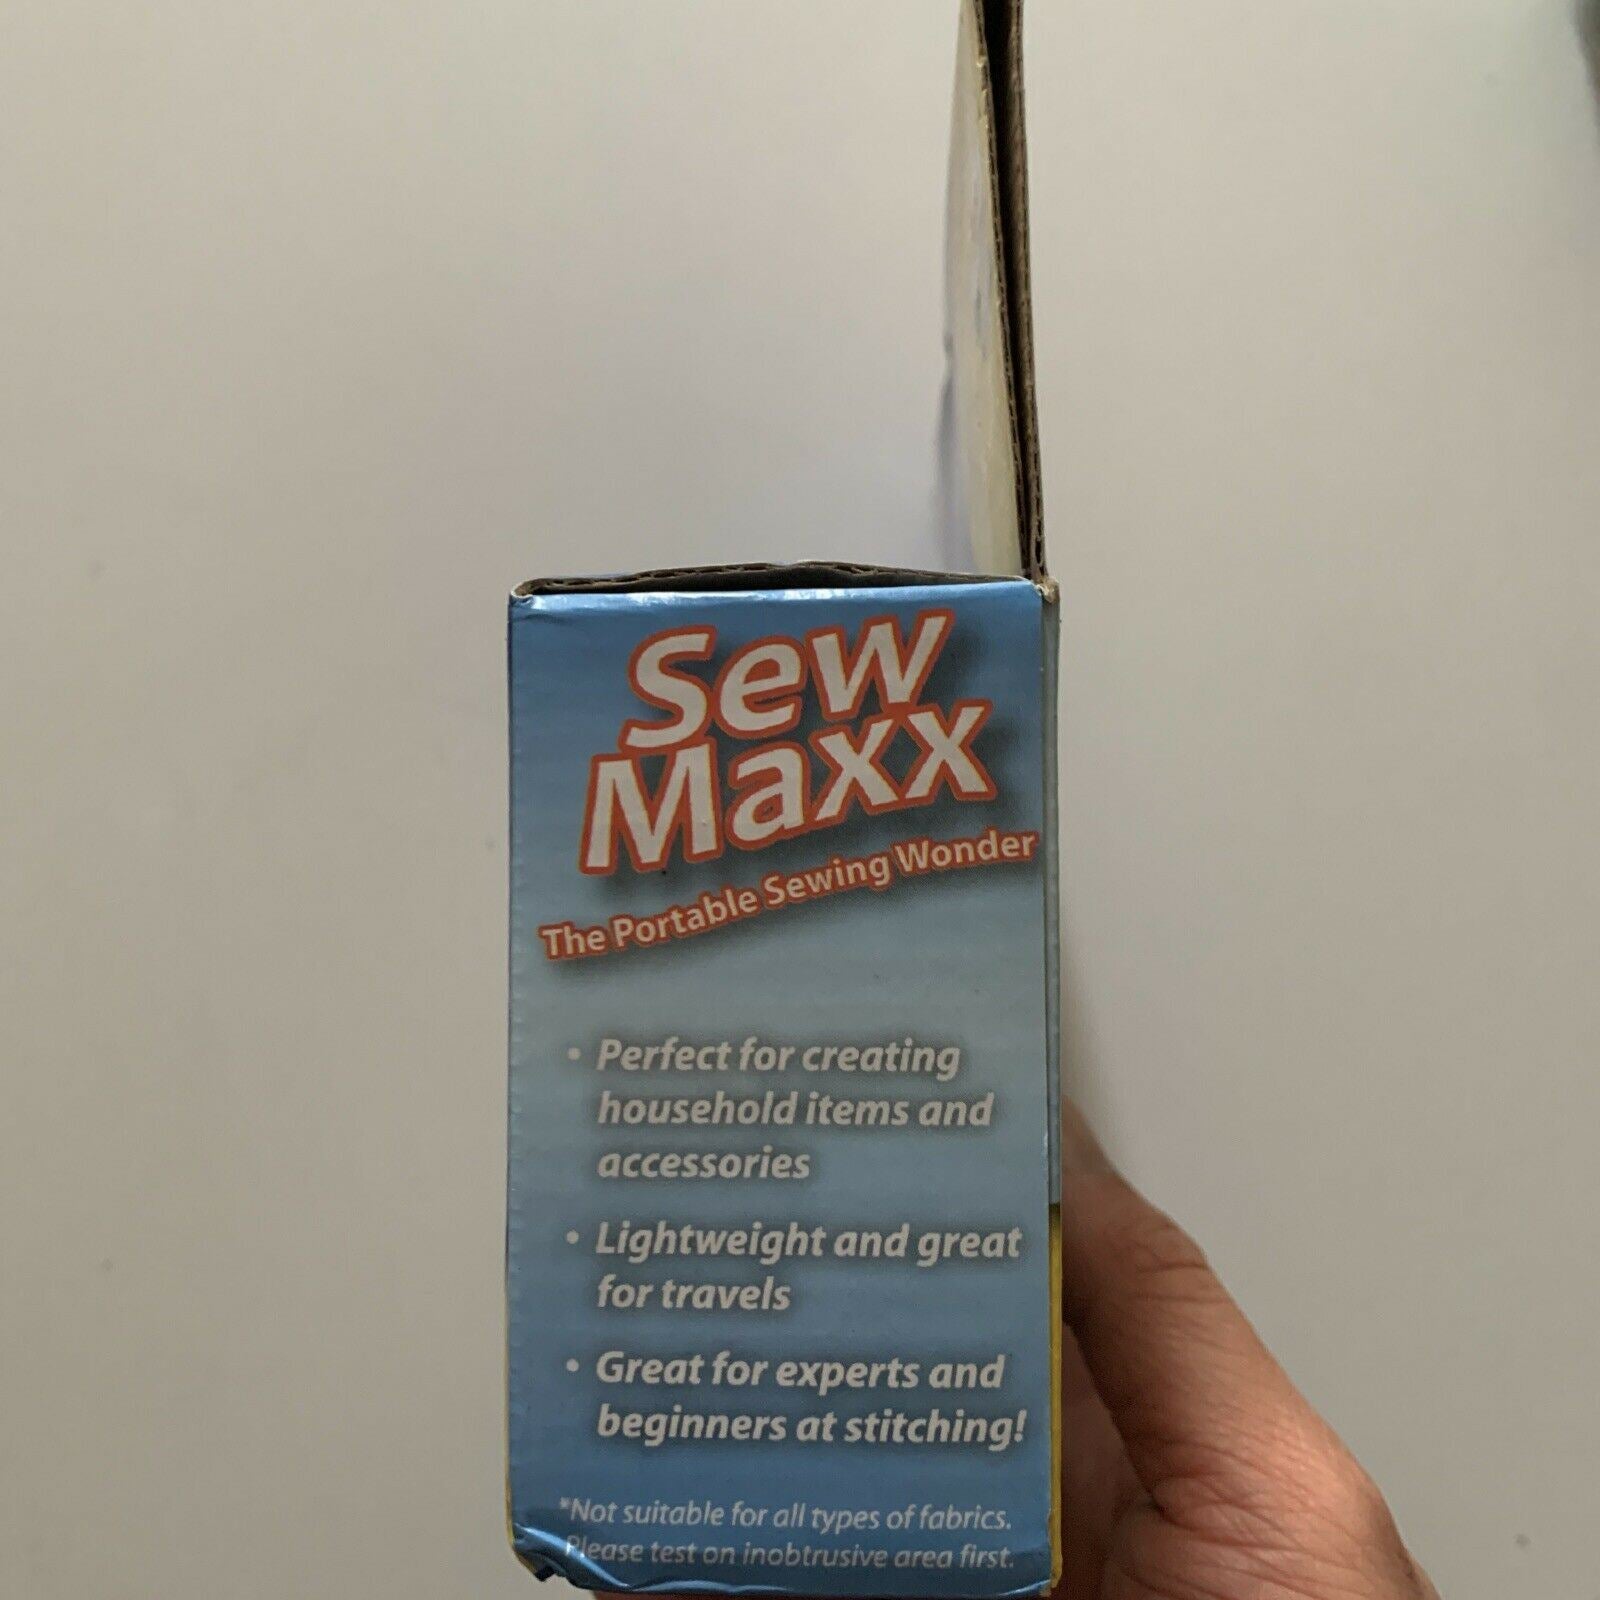 Sew
Maxx
The Portable Sewing Wonder
• Perfect for creating
household items and
accessories
• Lightweight and great
for travels
• Great for experts and
beginners at stitching!
*Not suitable for all types of fabrics.
Please test on inobtrusive area first.